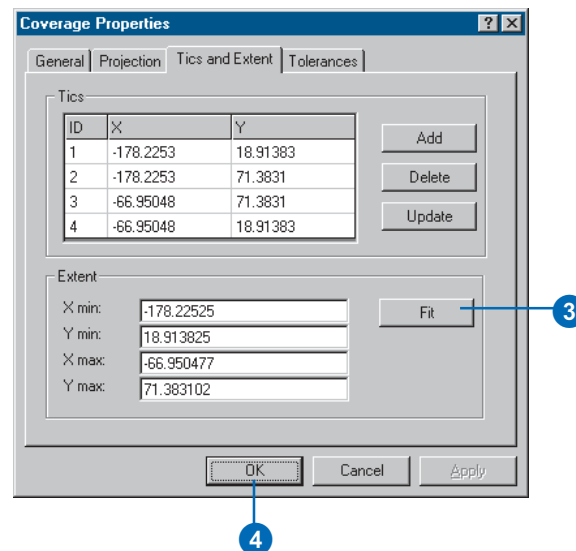 Coverage Properties
General Projection Tics and Extent Tolerances
Tics
ID X Y
1 -178.2253 18.91383
2 -178.2253 71.3831
3 -66.95048 71.3831
4 -66.95048 18.91383
Add
Delete
Update
Extent
X min: -178.22525
Y min: 18.913825
X max: -66.950477
Y max: 71.383102
Fit
3
OK Cancel Apply
4